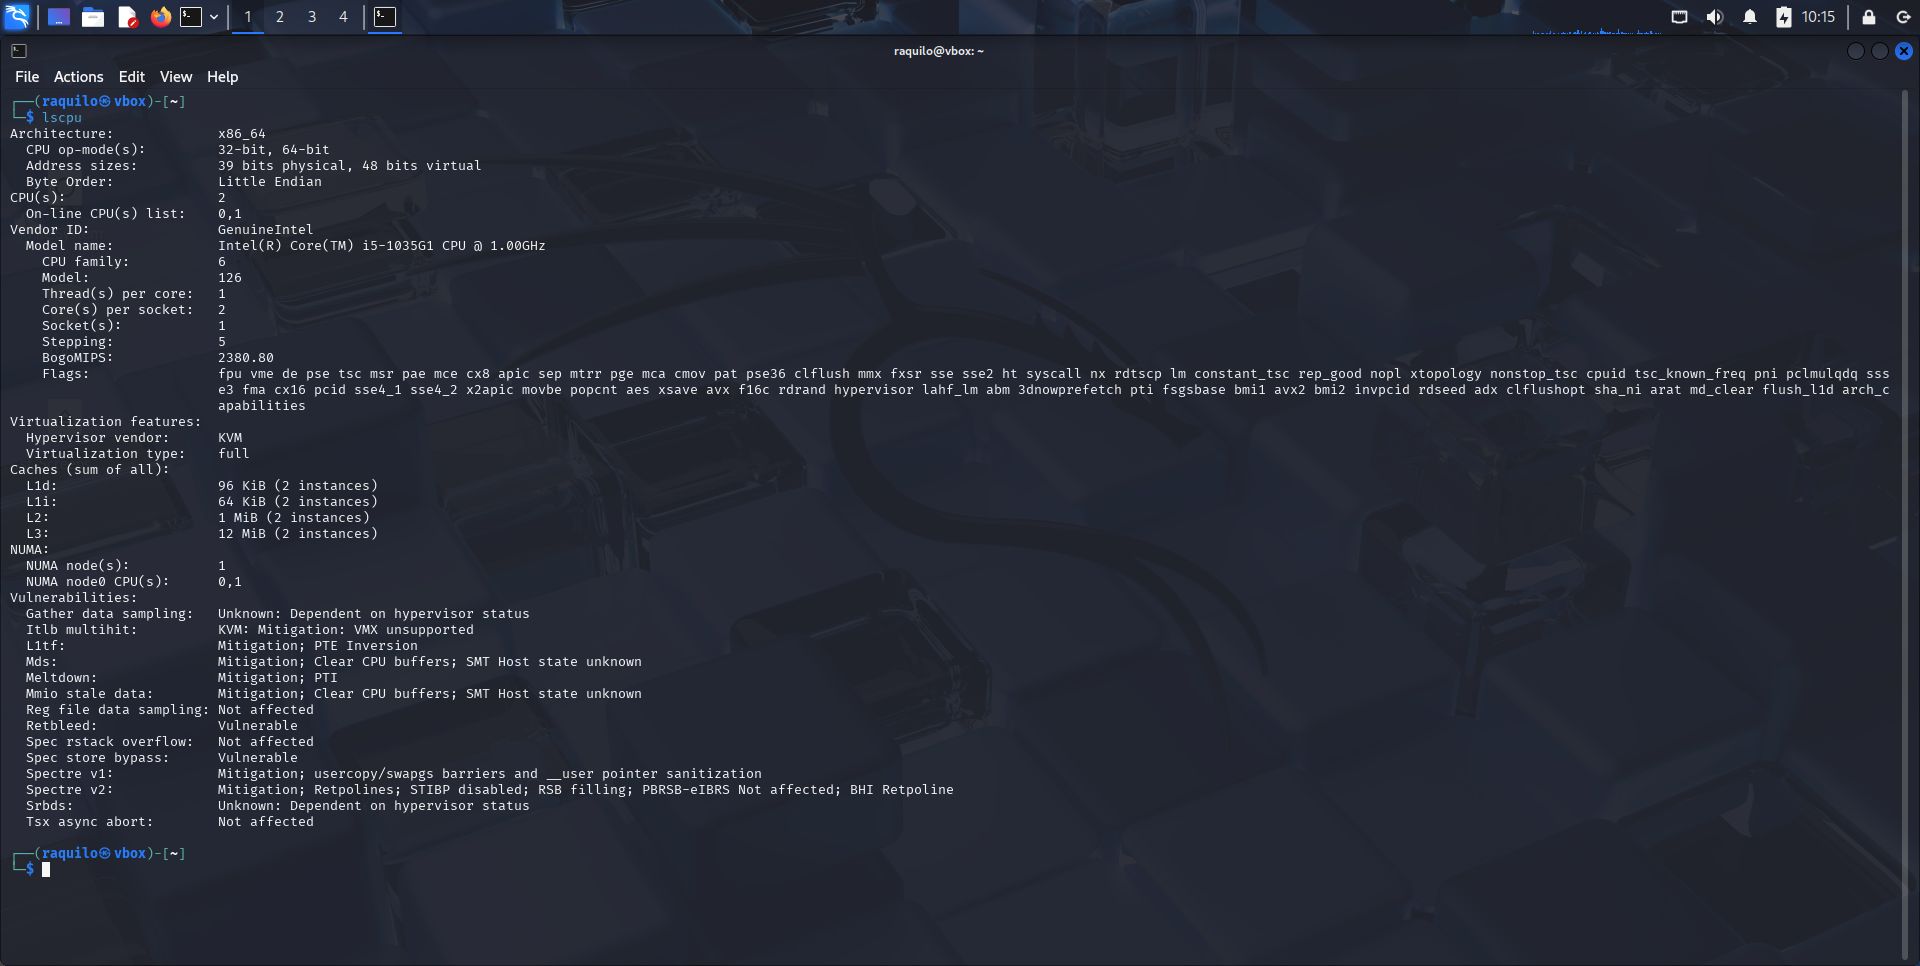 1 2 3 4 10:15
raquilo@vbox: ~
File Actions Edit View Help
┌──(raquilo㉿vbox)-[~]
└─$ lscpu
Architecture: x86_64
CPU op-mode(s): 32-bit, 64-bit
Address sizes: 39 bits physical, 48 bits virtual
Byte Order: Little Endian
CPU(s): 2
On-line CPU(s) list: 0,1
Vendor ID: GenuineIntel
Model name: Intel(R) Core(TM) i5-1035G1 CPU @ 1.00GHz
CPU family: 6
Model: 126
Thread(s) per core: 1
Core(s) per socket: 2
Socket(s): 1
Stepping: 5
BogoMIPS: 2380.80
Flags: fpu vme de pse tsc msr pae mce cx8 apic sep mtrr pge mca cmov pat pse36 clflush mmx fxsr sse sse2 ht syscall nx rdtscp lm constant_tsc rep_good nopl xtopology nonstop_tsc cpuid tsc_known_freq pni pclmulqdq sss
e3 fma cx16 pcid sse4_1 sse4_2 x2apic movbe popcnt aes xsave avx f16c rdrand hypervisor lahf_lm abm 3dnowprefetch pti fsgsbase bmi1 avx2 bmi2 invpcid rdseed adx clflushopt sha_ni arat md_clear flush_l1d arch_c
apabilities
Virtualization features:
Hypervisor vendor: KVM
Virtualization type: full
Caches (sum of all):
L1d: 96 KiB (2 instances)
L1i: 64 KiB (2 instances)
L2: 1 MiB (2 instances)
L3: 12 MiB (2 instances)
NUMA:
NUMA node(s): 1
NUMA node0 CPU(s): 0,1
Vulnerabilities:
Gather data sampling: Unknown: Dependent on hypervisor status
Itlb multihit: KVM: Mitigation: VMX unsupported
L1tf: Mitigation; PTE Inversion
Mds: Mitigation; Clear CPU buffers; SMT Host state unknown
Meltdown: Mitigation; PTI
Mmio stale data: Mitigation; Clear CPU buffers; SMT Host state unknown
Reg file data sampling: Not affected
Retbleed: Vulnerable
Spec rstack overflow: Not affected
Spec store bypass: Vulnerable
Spectre v1: Mitigation; usercopy/swapgs barriers and __user pointer sanitization
Spectre v2: Mitigation; Retpolines; STIBP disabled; RSB filling; PBRSB-eIBRS Not affected; BHI Retpoline
Srbds: Unknown: Dependent on hypervisor status
Tsx async abort: Not affected
┌──(raquilo㉿vbox)-[~]
└─$